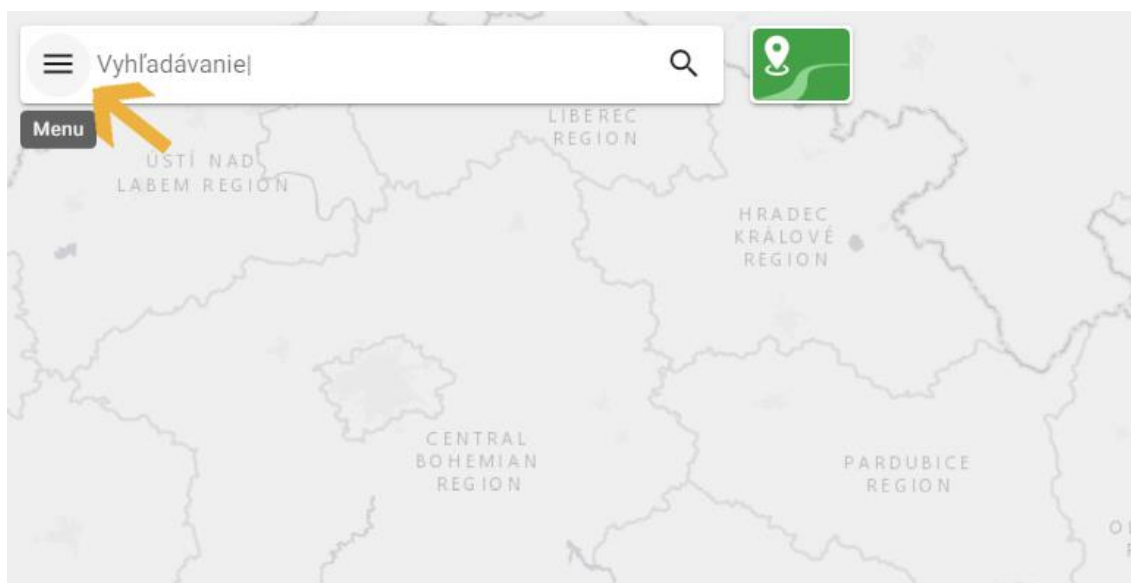 Vyhľadávanie
Menu
LIBEREC
REGION
ÚSTÍ NAD
LABEM REGION
HRADEC
KRÁLOVÉ
REGION
CENTRAL
BOHEMIAN
REGION
PARDUBICE
REGION